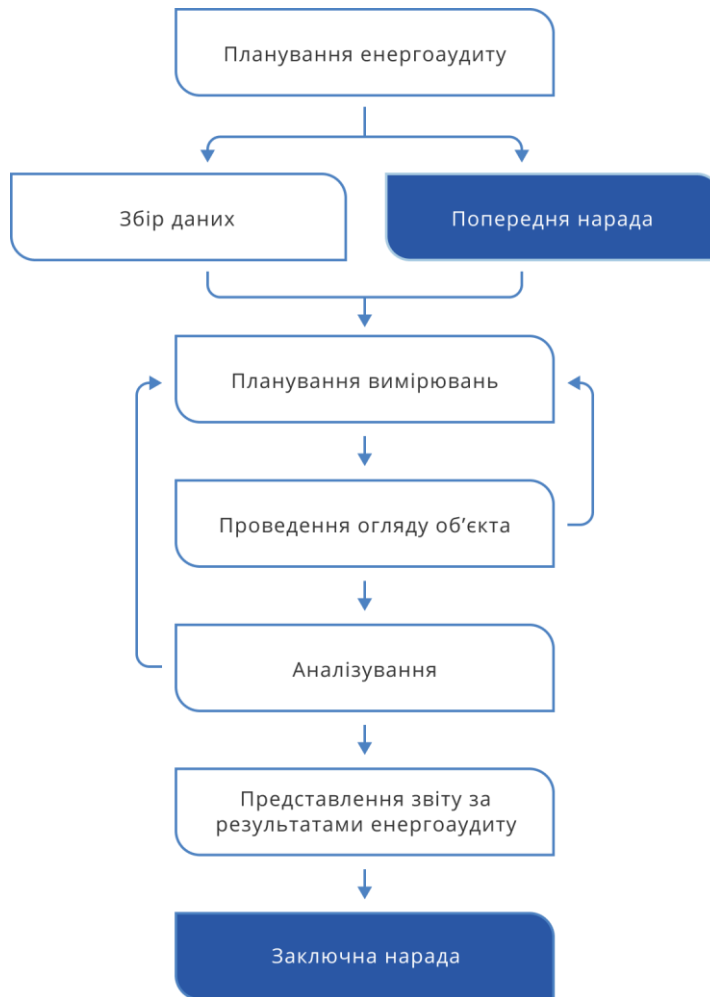 Планування енергоаудиту
Збір даних
Попередня нарада
Планування вимірювань
Проведення огляду об’єкта
Аналізування
Представлення звіту за
результатами енергоаудиту
Заключна нарада